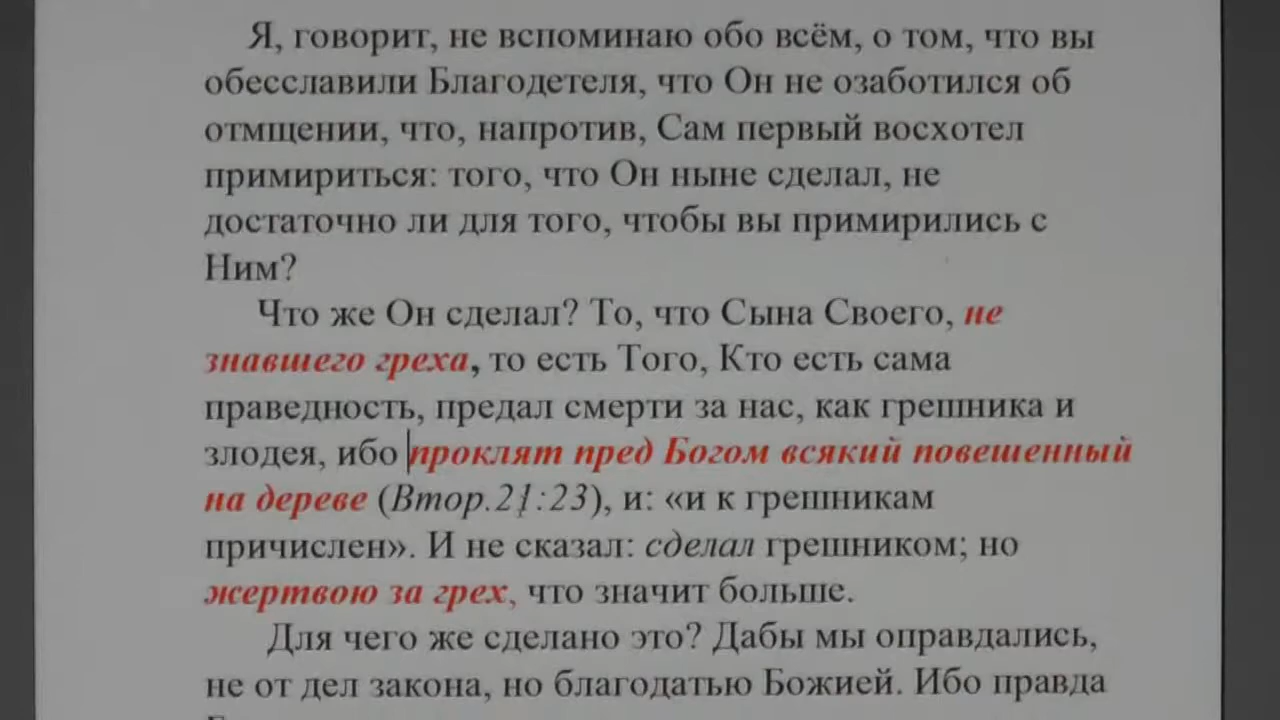 Я, говорит, не вспоминаю обо всём, о том, что вы
обесславили Благодетеля, что Он не озаботился об
отмщении, что, напротив, Сам первый восхотел
примириться: того, что Он ныне сделал, не
достаточно ли для того, чтобы вы примирились с
Ним?
Что же Он сделал? То, что Сына Своего, не
знавшего греха, то есть Того, Кто есть сама
праведность, предал смерти за нас, как грешника и
злодея, ибо проклят пред Богом всякий повешенный
на дереве (Втор.21:23), и: «и к грешникам
причислен». И не сказал: сделал грешником; но
жертвою за грех, что значит больше.
Для чего же сделано это? Дабы мы оправдались,
не от дел закона, но благодатью Божией. Ибо правда